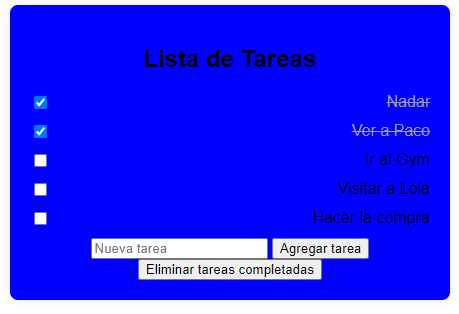 Lista de Tareas
Nadar
Ver a Paco
Ir al Gym
Visitar a Lola
Hacer la compra
Nueva tarea Agregar tarea
Eliminar tareas completadas